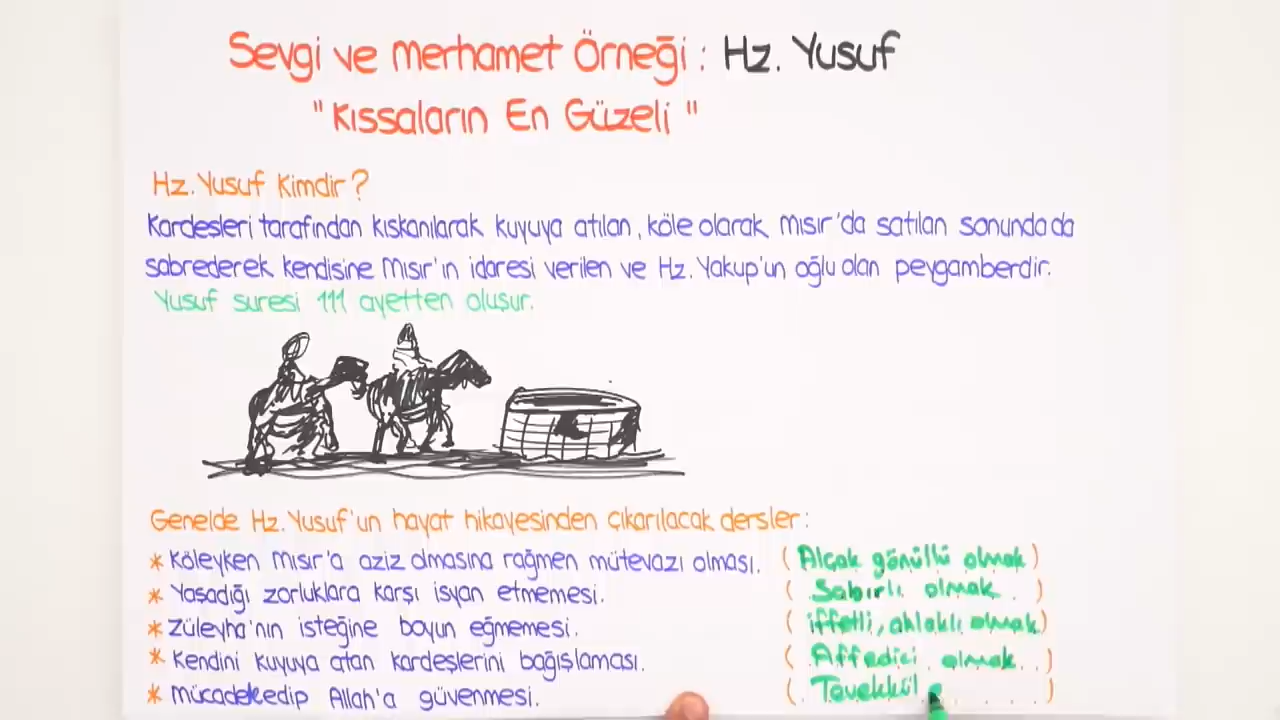 Sevgi ve Merhamet Örneği : Hz. Yusuf
"Kıssaların En Güzeli"
Hz. Yusuf Kimdir?
Kardeşleri tarafından kıskanılarak kuyuya atılan, köle olarak Mısır'da satılan sonunda da
sabrederek kendisine Mısır'ın idaresi verilen ve Hz. Yakup'un oğlu olan peygamberdir.
Yusuf suresi 111 ayetten oluşur.
Genelde Hz. Yusuf'un hayat hikayesinden çıkarılacak dersler:
* Köleyken Mısır'a aziz olmasına rağmen mütevazı olması. (Alçak gönüllü olmak)
* Yaşadığı zorluklara karşı isyan etmemesi. (Sabırlı olmak)
* Züleyha'nın isteğine boyun eğmemesi. (iffetli, ahlaklı olmak)
* Kendini kuyuya atan kardeşlerini bağışlaması. (Affedici olmak)
* Mücadele edip Allah'a güvenmesi. (Tevekkül o)